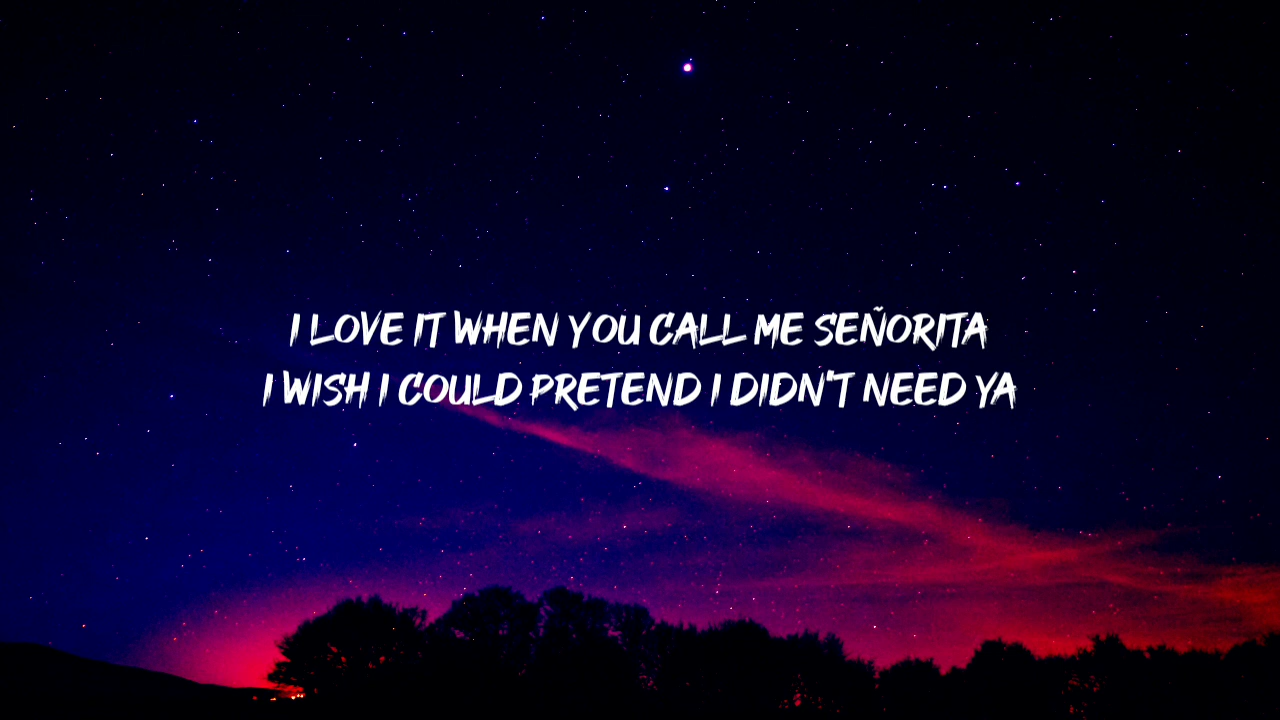 I LOVE IT WHEN YOU CALL ME SEÑORITA
I WISH I COULD PRETEND I DIDN'T NEED YA